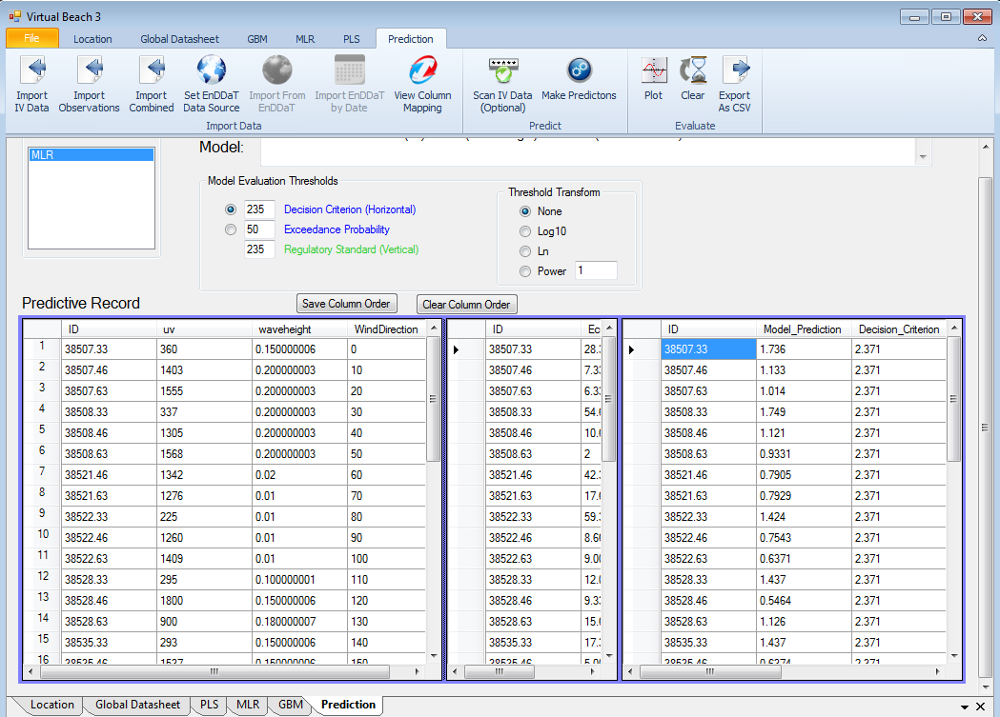 Virtual Beach 3
File Location Global Datasheet GBM MLR PLS Prediction
Import IV Data
Import Observations
Import Combined
Set EnDDaT Data Source
Import From EnDDaT
Import EnDDaT by Date
View Column Mapping
Scan IV Data (Optional)
Make Predictons
Plot
Clear
Export As CSV
Import Data Predict Evaluate
MLR
Model:
Model Evaluation Thresholds
235 Decision Criterion (Horizontal)
50 Exceedance Probability
235 Regulatory Standard (Vertical)
Threshold Transform
None
Log10
Ln
Power 1
Predictive Record Save Column Order Clear Column Order
ID uv waveheight WindDirection ID Ec ID Model_Prediction Decision_Criterion
1 38507.33 360 0.150000006 0 38507.33 28. 38507.33 1.736 2.371
2 38507.46 1403 0.200000003 10 38507.46 7.3 38507.46 1.133 2.371
3 38507.63 1555 0.200000003 20 38507.63 6.3 38507.63 1.014 2.371
4 38508.33 337 0.200000003 30 38508.33 54. 38508.33 1.749 2.371
5 38508.46 1305 0.200000003 40 38508.46 10. 38508.46 1.121 2.371
6 38508.63 1568 0.200000003 50 38508.63 2 38508.63 0.9331 2.371
7 38521.46 1342 0.02 60 38521.46 42. 38521.46 0.7905 2.371
8 38521.63 1276 0.01 70 38521.63 17. 38521.63 0.7929 2.371
9 38522.33 225 0.01 80 38522.33 59. 38522.33 1.424 2.371
10 38522.46 1260 0.01 90 38522.46 8.6 38522.46 0.7543 2.371
11 38522.63 1409 0.01 100 38522.63 9.0 38522.63 0.6371 2.371
12 38528.33 295 0.100000001 110 38528.33 12. 38528.33 1.437 2.371
13 38528.46 1800 0.150000006 120 38528.46 9.3 38528.46 0.5464 2.371
14 38528.63 900 0.180000007 130 38528.63 15. 38528.63 1.126 2.371
15 38535.33 293 0.150000006 140 38535.33 17. 38535.33 1.437 2.371
16 38535.46 1537 0.150000006 150 38535.46 5.0 38535.46 0.6374 2.371
Location Global Datasheet PLS MLR GBM Prediction